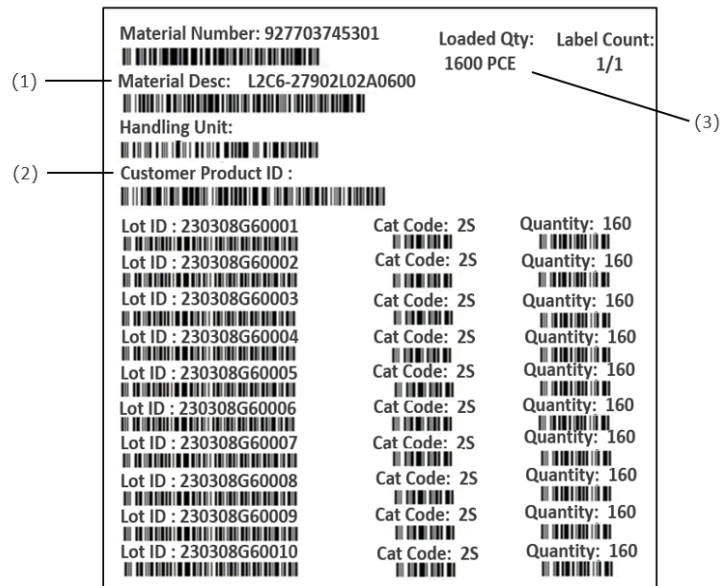 Material Number: 927703745301
Loaded Qty: Label Count:
1600 PCE 1/1
(1) Material Desc: L2C6-27902L02A0600
(3)
Handling Unit:
(2) Customer Product ID :
Lot ID : 230308G60001 Cat Code: 2S Quantity: 160
Lot ID : 230308G60002 Cat Code: 2S Quantity: 160
Lot ID : 230308G60003 Cat Code: 2S Quantity: 160
Lot ID : 230308G60004 Cat Code: 2S Quantity: 160
Lot ID : 230308G60005 Cat Code: 2S Quantity: 160
Lot ID : 230308G60006 Cat Code: 2S Quantity: 160
Lot ID : 230308G60007 Cat Code: 2S Quantity: 160
Lot ID : 230308G60008 Cat Code: 2S Quantity: 160
Lot ID : 230308G60009 Cat Code: 2S Quantity: 160
Lot ID : 230308G60010 Cat Code: 2S Quantity: 160